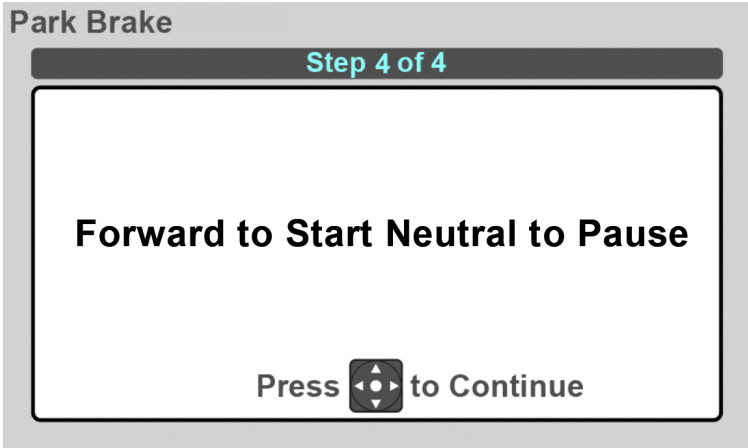 Park Brake
Step 4 of 4
Forward to Start Neutral to Pause
Press to Continue